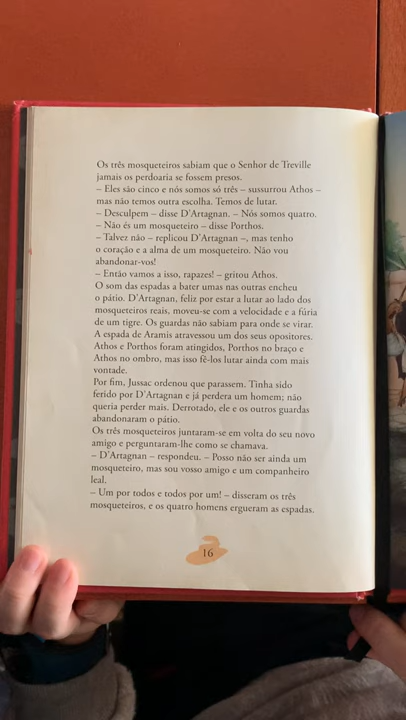 Os três mosqueteiros sabiam que o Senhor de Treville
jamais os perdoaria se fossem presos.
– Eles são cinco e nós somos só três – sussurrou Athos –
mas não temos outra escolha. Temos de lutar.
– Desculpem – disse D'Artagnan. – Nós somos quatro.
– Não és um mosqueteiro – disse Porthos.
– Talvez não – replicou D'Artagnan –, mas tenho
o coração e a alma de um mosqueteiro. Não vou
abandonar-vos!
– Então vamos a isso, rapazes! – gritou Athos.
O som das espadas a bater umas nas outras encheu
o pátio. D'Artagnan, feliz por estar a lutar ao lado dos
mosqueteiros reais, moveu-se com a velocidade e a fúria
de um tigre. Os guardas não sabiam para onde se virar.
A espada de Aramis atravessou um dos seus opositores.
Athos e Porthos foram atingidos, Porthos no braço e
Athos no ombro, mas isso fê-los lutar ainda com mais
vontade.
Por fim, Jussac ordenou que parassem. Tinha sido
ferido por D'Artagnan e já perdera um homem; não
queria perder mais. Derrotado, ele e os outros guardas
abandonaram o pátio.
Os três mosqueteiros juntaram-se em volta do seu novo
amigo e perguntaram-lhe como se chamava.
– D'Artagnan – respondeu. – Posso não ser ainda um
mosqueteiro, mas sou vosso amigo e um companheiro
leal.
– Um por todos e todos por um! – disseram os três
mosqueteiros, e os quatro homens ergueram as espadas.
16